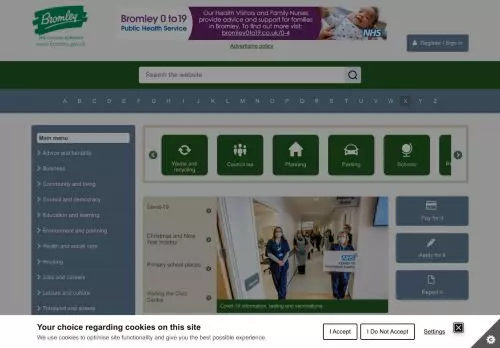 Bromley
www.bromley.gov.uk
Bromley 0 to 19
Public Health Service
Our Health Visitors and Family Nurses
provide advice and support for families
in Bromley. To find out more visit:
bromley0to19.co.uk/0-4
NHS
Advertising policy
Register | Sign in
Search the website
A B C D E F G H I J K L M N O P Q R S T U V W X Y Z
Main menu
Advice and benefits
Business
Community and living
Council and democracy
Education and learning
Environment and planning
Health and social care
Housing
Jobs and careers
Leisure and culture
Transport and streets
Waste and
recycling
Council tax
Planning
Parking
Schools
Covid-19
Christmas and New
Year holiday
Primary school places
Visiting the Civic
Centre
Covid-19 information, testing and vaccinations
Pay for it
Apply for it
Report it
Your choice regarding cookies on this site
We use cookies to optimise site functionality and give you the best possible experience.
I Accept
I Do Not Accept
Settings